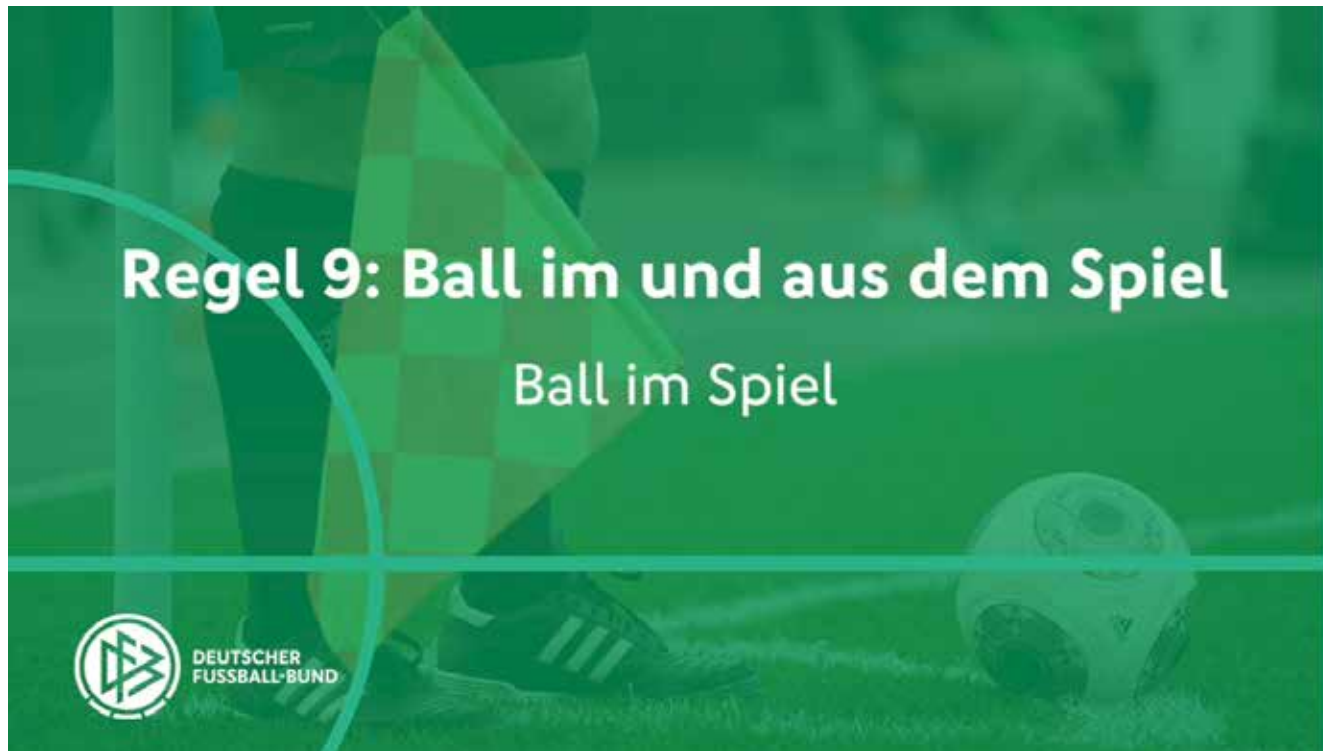 Regel 9: Ball im und aus dem Spiel
Ball im Spiel
DEUTSCHER
FUSSBALL-BUND